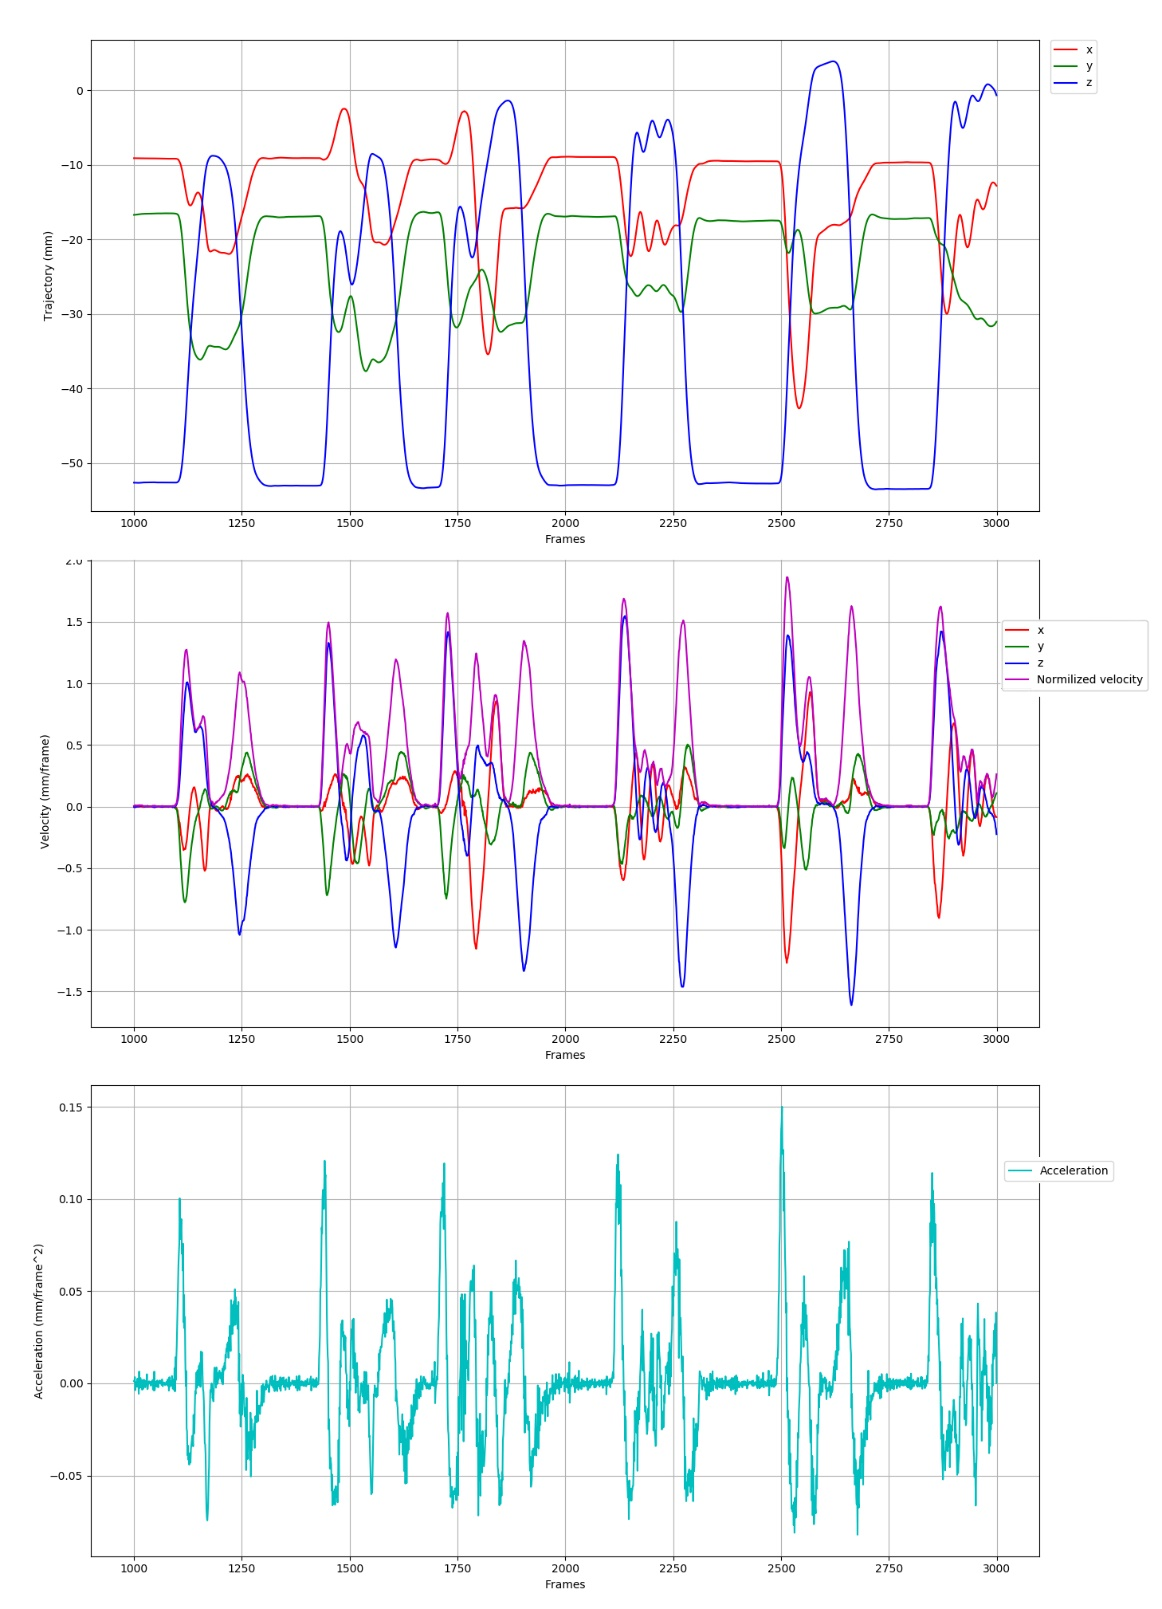 0
−10
−20
−30
−40
−50
Trajectory (mm)
1000 1250 1500 1750 2000 2250 2500 2750 3000
Frames
x
y
z
2.0
1.5
1.0
0.5
0.0
−0.5
−1.0
−1.5
Velocity (mm/frame)
1000 1250 1500 1750 2000 2250 2500 2750 3000
Frames
x
y
z
Normilized velocity
0.15
0.10
0.05
0.00
−0.05
Acceleration (mm/frame^2)
1000 1250 1500 1750 2000 2250 2500 2750 3000
Frames
Acceleration